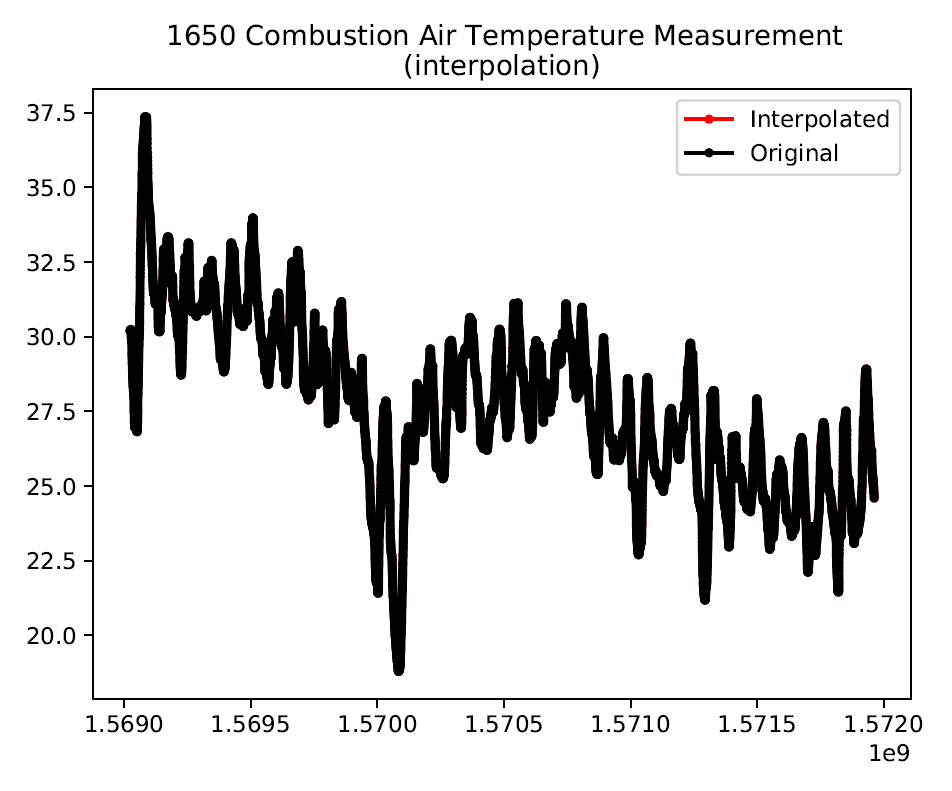 1650 Combustion Air Temperature Measurement
(interpolation)
Interpolated
Original
37.5
35.0
32.5
30.0
27.5
25.0
22.5
20.0
1.5690 1.5695 1.5700 1.5705 1.5710 1.5715 1.5720
1e9